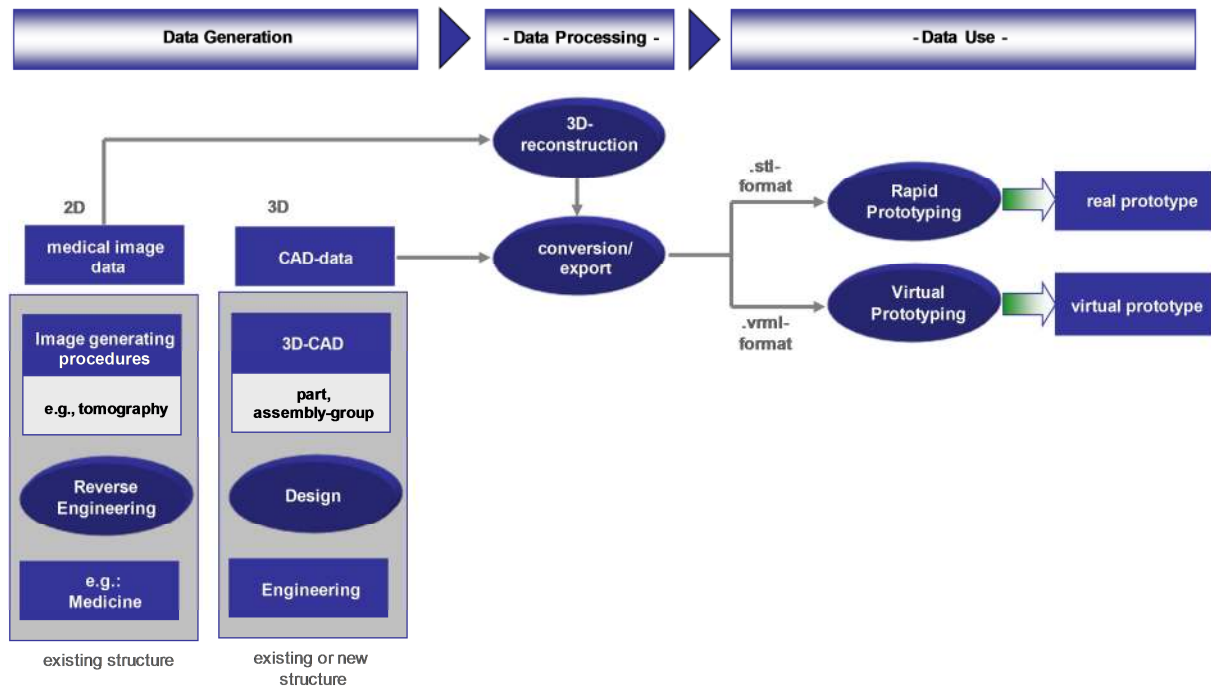 Data Generation
- Data Processing -
- Data Use -
3D-
reconstruction
.stl-
format
Rapid
Prototyping
real prototype
2D
3D
medical image
data
CAD-data
conversion/
export
Virtual
Prototyping
virtual prototype
.vrml-
format
Image generating
procedures
e.g., tomography
3D-CAD
part,
assembly-group
Reverse
Engineering
Design
e.g.:
Medicine
Engineering
existing structure
existing or new
structure